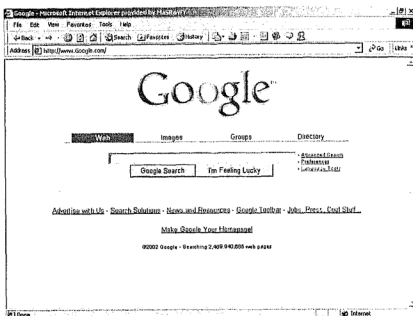 Google - Microsoft Internet Explorer provided by
File Edit View Favorites Tools Help
Back Search Favorites History
Address http://www.Google.com/ Go Links
Google
Web Images Groups Directory
Advanced Search
Preferences
Language Tools
Google Search I'm Feeling Lucky
Advertise with Us - Search Solutions - News and Resources - Google Toolbar - Jobs, Press, Cool Stuff...
Make Google Your Homepage!
©2002 Google - Searching 2,469,940,685 web pages
Done Internet